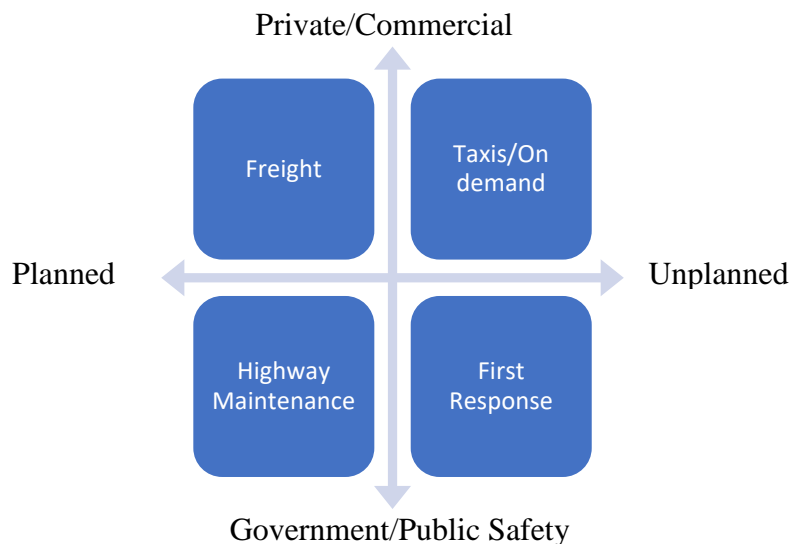 Private/Commercial
Freight
Taxis/On
demand
Planned
Unplanned
Highway
Maintenance
First
Response
Government/Public Safety